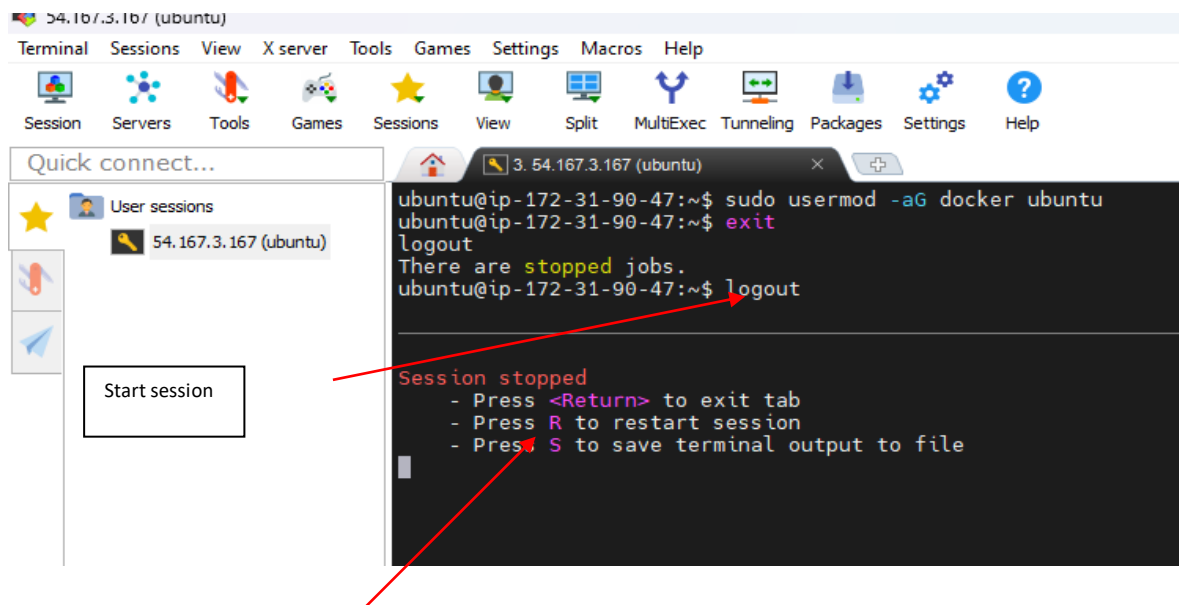 54.167.3.167 (ubuntu)
Terminal Sessions View X server Tools Games Settings Macros Help
Session Servers Tools Games Sessions View Split MultiExec Tunneling Packages Settings Help
Quick connect...
3. 54.167.3.167 (ubuntu)
User sessions
54.167.3.167 (ubuntu)
ubuntu@ip-172-31-90-47:~$ sudo usermod -aG docker ubuntu
ubuntu@ip-172-31-90-47:~$ exit
logout
There are stopped jobs.
ubuntu@ip-172-31-90-47:~$ logout
Start session
Session stopped
- Press <Return> to exit tab
- Press R to restart session
- Press S to save terminal output to file